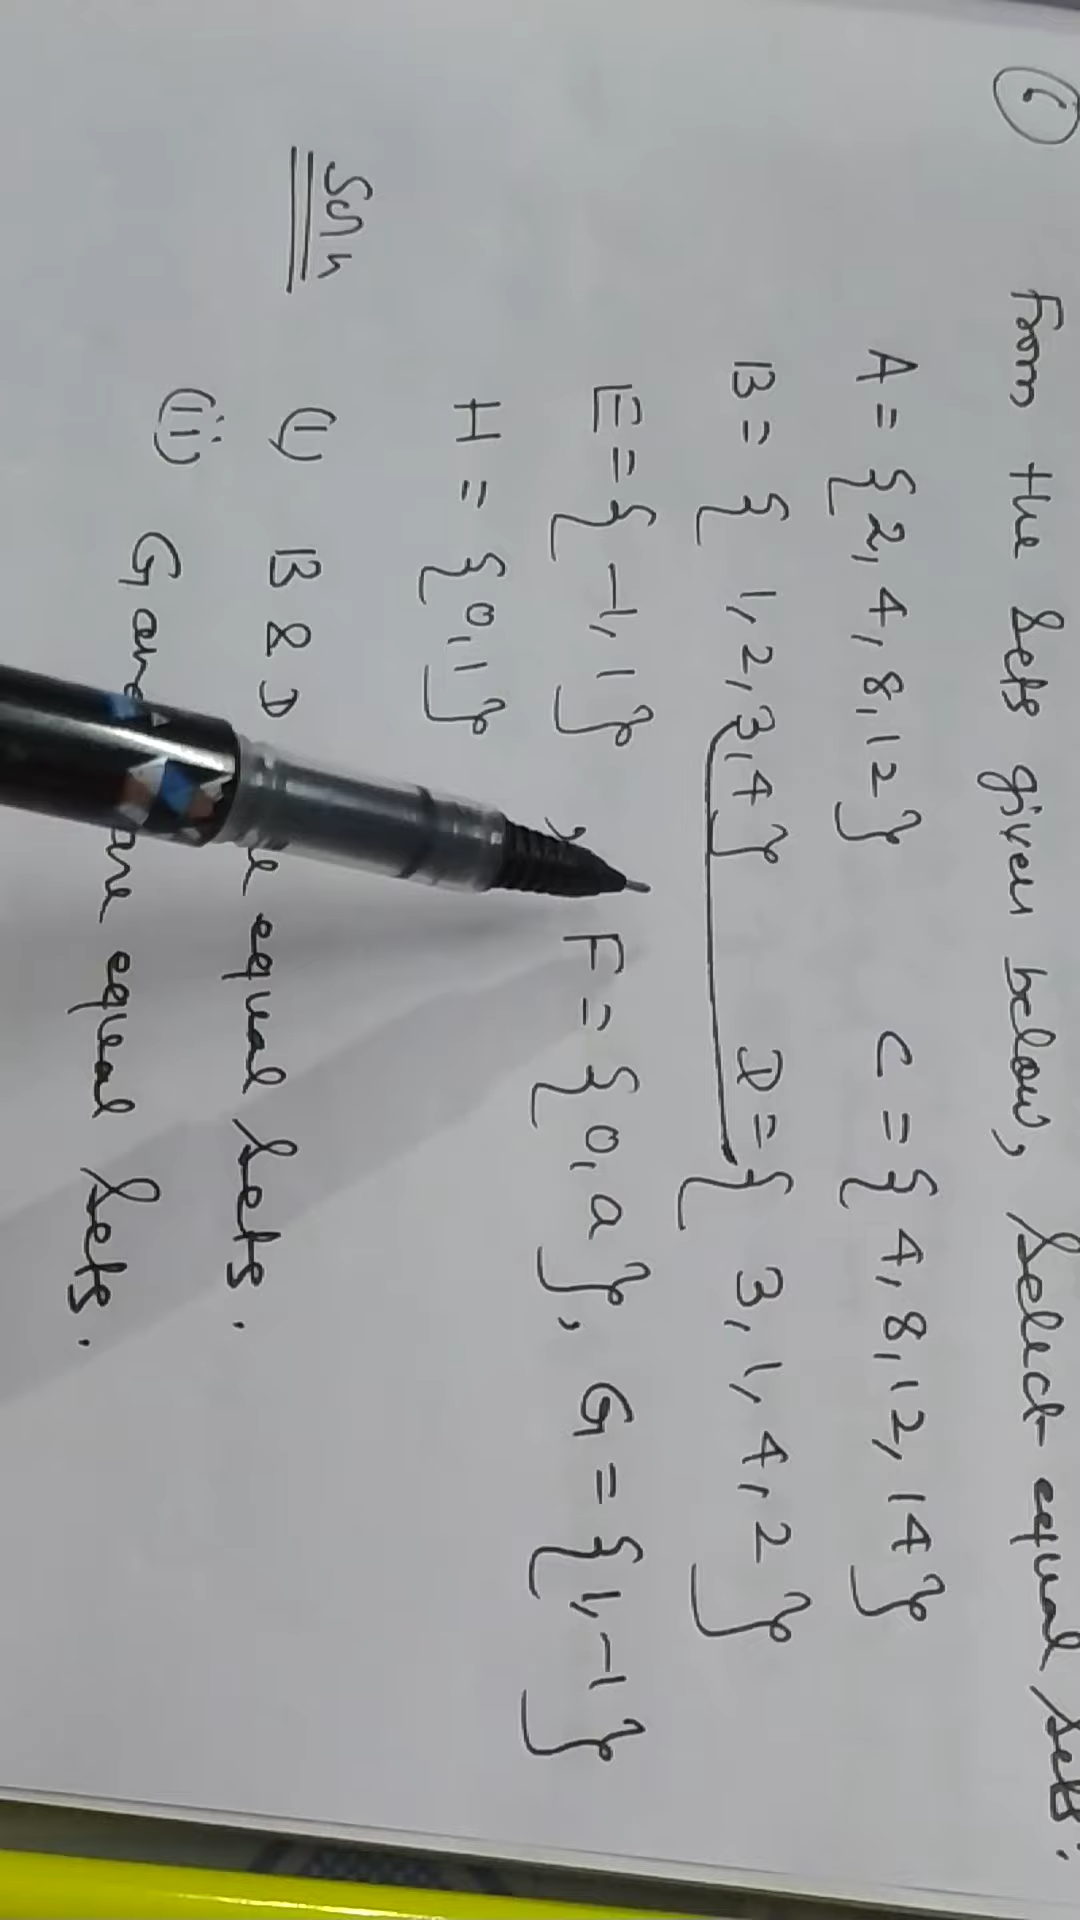 6 From the sets given below, select equal sets:
A = {2, 4, 8, 12} C = {4, 8, 12, 14}
B = {1, 2, 3, 4} D = {3, 1, 4, 2}
E = {-1, 1}, F = {0, a}, G = {1, -1}
H = {0, 1}
Soln (i) B & D equal sets.
(ii) G are equal sets.